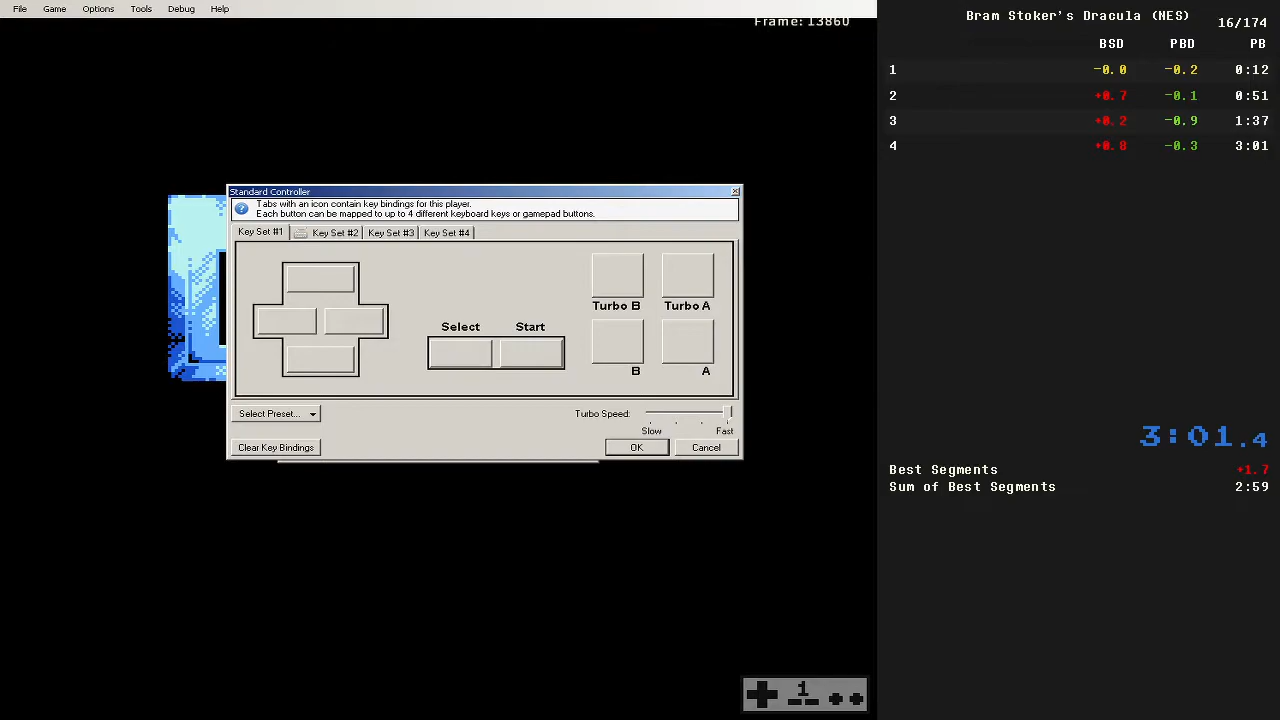 File Game Options Tools Debug Help
Frame: 13860
Standard Controller
Tabs with an icon contain key bindings for this player.
Each button can be mapped to up to 4 different keyboard keys or gamepad buttons.
Key Set #1 Key Set #2 Key Set #3 Key Set #4
Turbo B Turbo A
Select Start
B A
Select Preset...
Turbo Speed:
Slow Fast
Clear Key Bindings OK Cancel
1
Bram Stoker's Dracula (NES)
16/174
BSD PBD PB
1 -0.0 -0.2 0:12
2 +0.7 -0.1 0:51
3 +0.2 -0.9 1:37
4 +0.8 -0.3 3:01
3:01.4
Best Segments +1.7
Sum of Best Segments 2:59